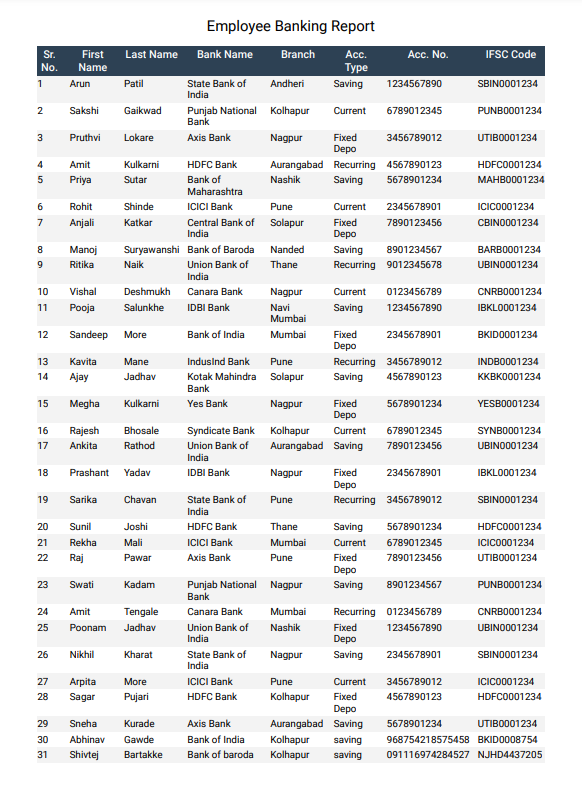 Employee Banking Report
Sr. No. First Name Last Name Bank Name Branch Acc. Type Acc. No. IFSC Code
1 Arun Patil State Bank of India Andheri Saving 1234567890 SBIN0001234
2 Sakshi Gaikwad Punjab National Bank Kolhapur Current 6789012345 PUNB0001234
3 Pruthvi Lokare Axis Bank Nagpur Fixed Depo 3456789012 UTIB0001234
4 Amit Kulkarni HDFC Bank Aurangabad Recurring 4567890123 HDFC0001234
5 Priya Sutar Bank of Maharashtra Nashik Saving 5678901234 MAHB0001234
6 Rohit Shinde ICICI Bank Pune Current 2345678901 ICIC0001234
7 Anjali Katkar Central Bank of India Solapur Fixed Depo 7890123456 CBIN0001234
8 Manoj Suryawanshi Bank of Baroda Nanded Saving 8901234567 BARB0001234
9 Ritika Naik Union Bank of India Thane Recurring 9012345678 UBIN0001234
10 Vishal Deshmukh Canara Bank Nagpur Current 0123456789 CNRB0001234
11 Pooja Salunkhe IDBI Bank Navi Mumbai Saving 1234567890 IBKL0001234
12 Sandeep More Bank of India Mumbai Fixed Depo 2345678901 BKID0001234
13 Kavita Mane IndusInd Bank Pune Recurring 3456789012 INDB0001234
14 Ajay Jadhav Kotak Mahindra Bank Solapur Saving 4567890123 KKBK0001234
15 Megha Kulkarni Yes Bank Nagpur Fixed Depo 5678901234 YESB0001234
16 Rajesh Bhosale Syndicate Bank Kolhapur Current 6789012345 SYNB0001234
17 Ankita Rathod Union Bank of India Aurangabad Saving 7890123456 UBIN0001234
18 Prashant Yadav IDBI Bank Nagpur Fixed Depo 2345678901 IBKL0001234
19 Sarika Chavan State Bank of India Pune Recurring 3456789012 SBIN0001234
20 Sunil Joshi HDFC Bank Thane Saving 5678901234 HDFC0001234
21 Rekha Mali ICICI Bank Mumbai Current 6789012345 ICIC0001234
22 Raj Pawar Axis Bank Pune Fixed Depo 7890123456 UTIB0001234
23 Swati Kadam Punjab National Bank Nagpur Saving 8901234567 PUNB0001234
24 Amit Tengale Canara Bank Mumbai Recurring 0123456789 CNRB0001234
25 Poonam Jadhav Union Bank of India Nashik Fixed Depo 1234567890 UBIN0001234
26 Nikhil Kharat State Bank of India Nagpur Saving 2345678901 SBIN0001234
27 Arpita More ICICI Bank Pune Current 3456789012 ICIC0001234
28 Sagar Pujari HDFC Bank Kolhapur Fixed Depo 4567890123 HDFC0001234
29 Sneha Kurade Axis Bank Aurangabad Saving 5678901234 UTIB0001234
30 Abhinav Gawde Bank of India Kolhapur saving 968754218575458 BKID0008754
31 Shivtej Bartakke Bank of baroda Kolhapur saving 091116974284527 NJHD4437205